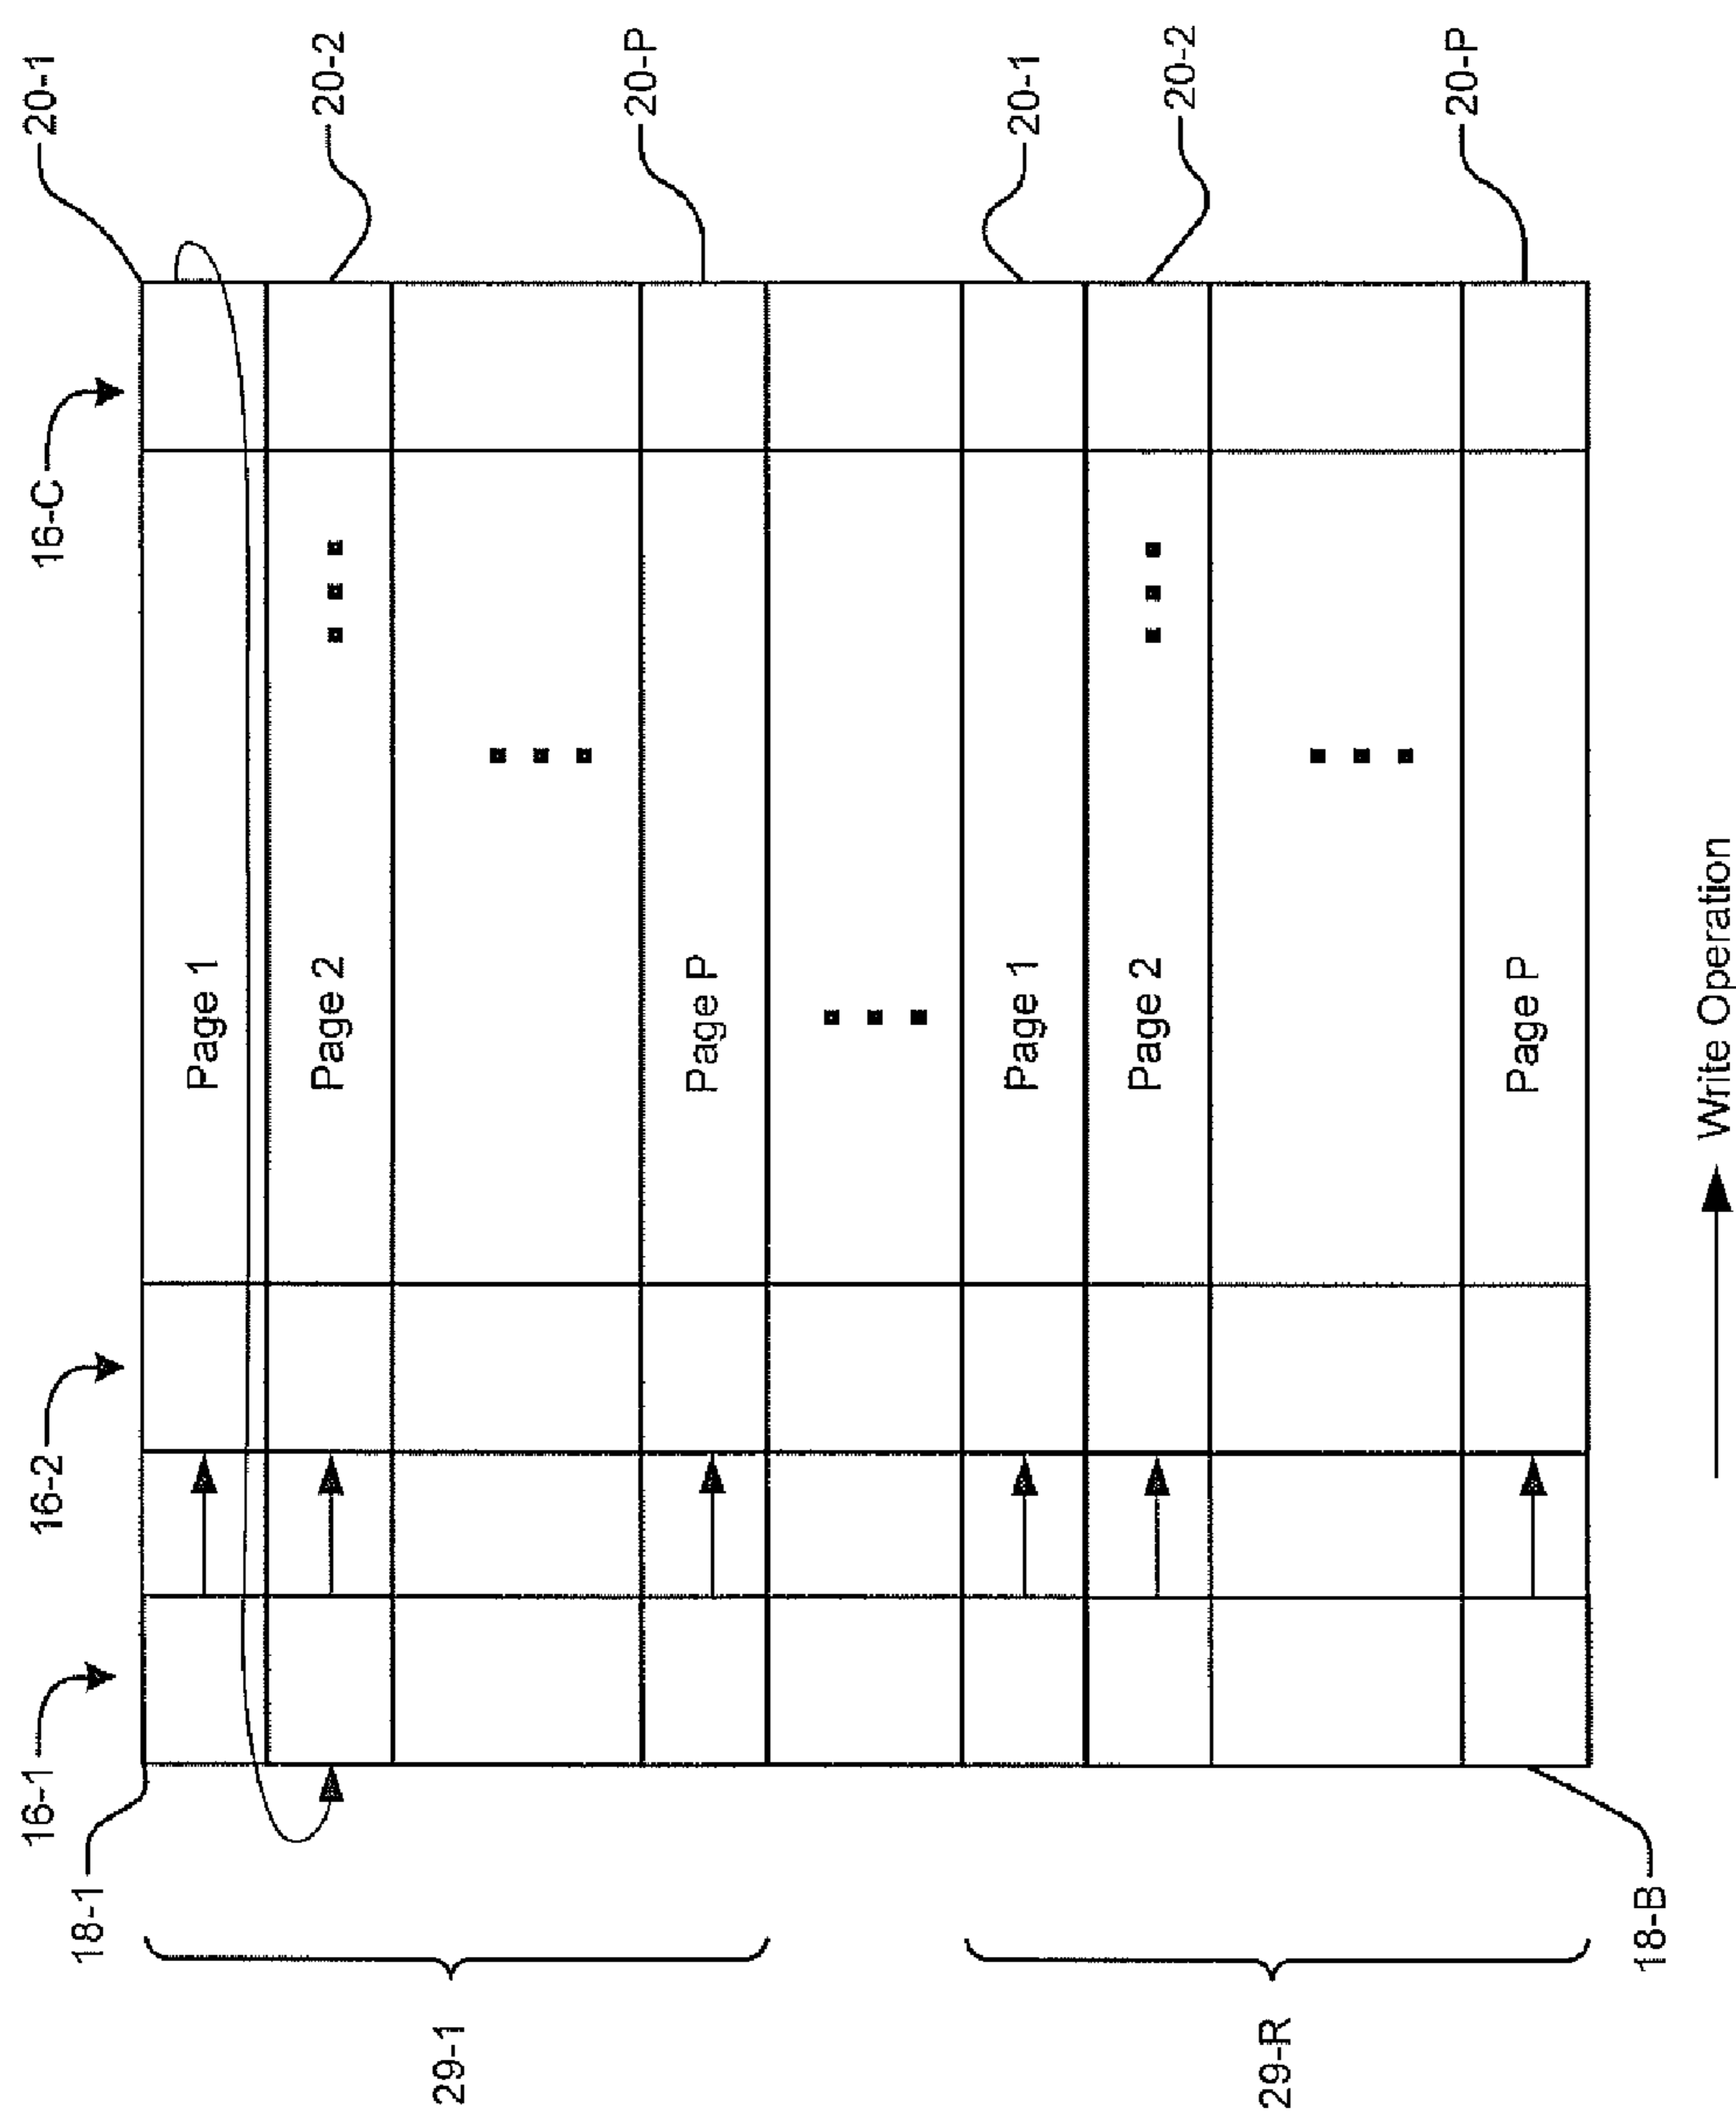 16-1
16-2
16-C
18-1
20-1
Page 1
20-2
Page 2
29-1
20-P
Page P
20-1
Page 1
20-2
Page 2
29-R
20-P
Page P
18-B
Write Operation